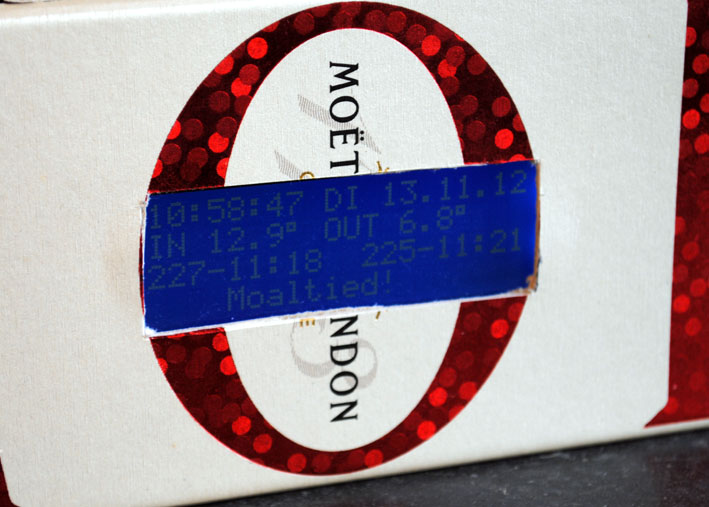 MOËT
10:58:47 DI 13.11.12
IN 12.9° OUT 6.8°
227-11:18 225-11:21
Moaltied!
NDON